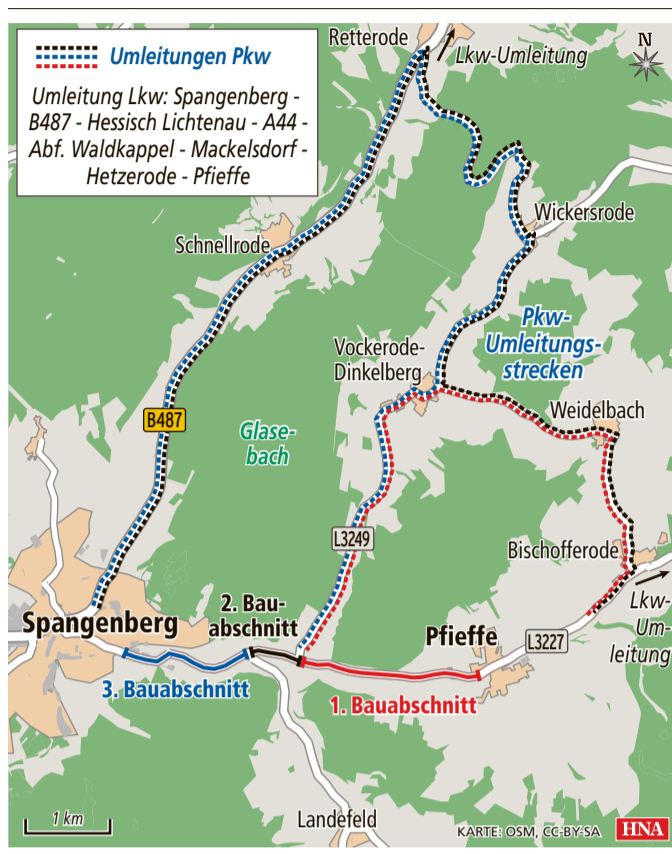 Umleitungen Pkw
Umleitung Lkw: Spangenberg -
B487 - Hessisch Lichtenau - A44 -
Abf. Waldkappel - Mackelsdorf -
Hetzerode - Pfieffe
Retterode
Lkw-Umleitung
N
Wickersrode
Schnellrode
Pkw-
Umleitungs-
strecken
Vockerode-
Dinkelberg
Weidelbach
B487
Glase-
bach
L3249
Bischofferode
Lkw-
Um-
leitung
Spangenberg
2. Bau-
abschnitt
Pfieffe
L3227
3. Bauabschnitt
1. Bauabschnitt
Landefeld
1 km
KARTE: OSM, CC-BY-SA
HNA